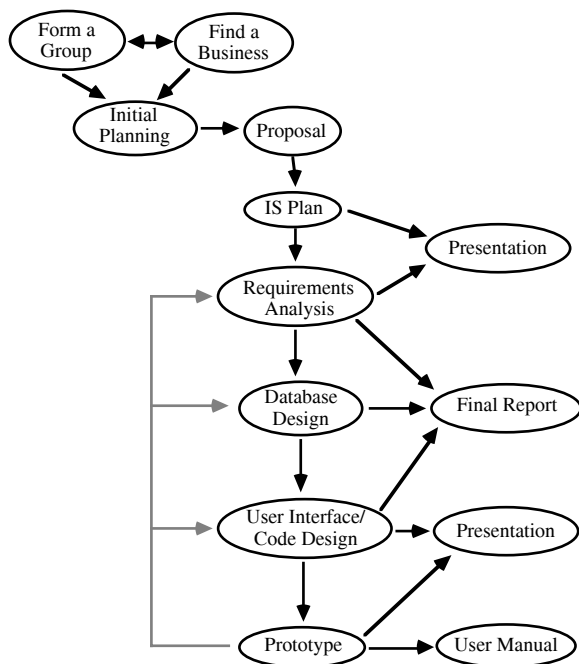 Form a
Group
Find a
Business
Initial
Planning
Proposal
IS Plan
Presentation
Requirements
Analysis
Database
Design
Final Report
User Interface/
Code Design
Presentation
Prototype
User Manual